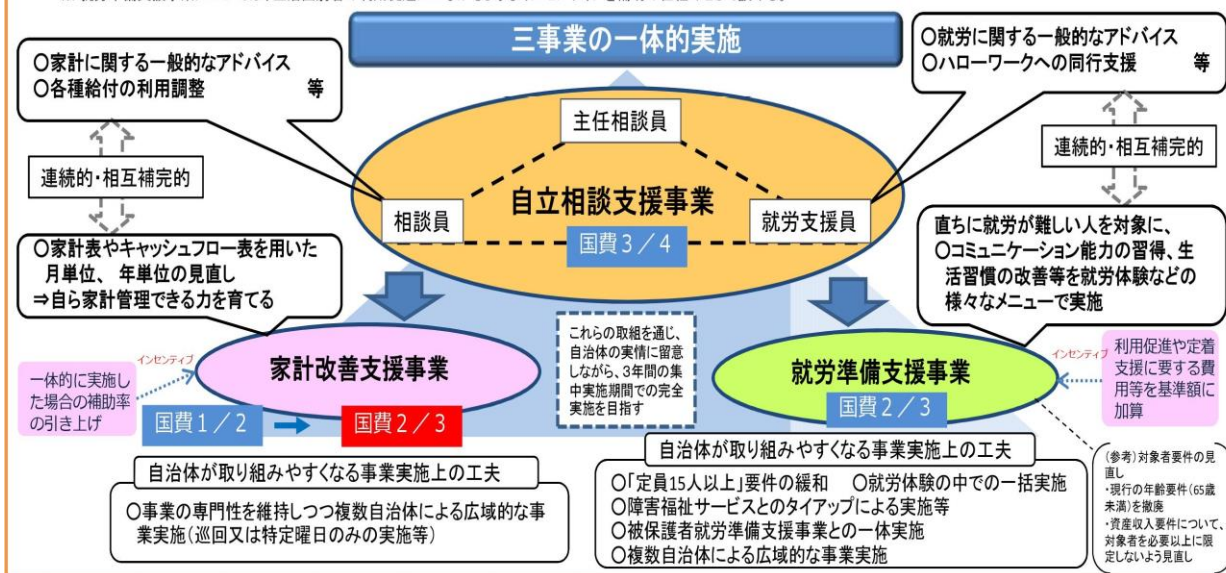 三事業の一体的実施
〇家計に関する一般的なアドバイス
〇各種給付の利用調整 等
〇就労に関する一般的なアドバイス
〇ハローワークへの同行支援 等
主任相談員
連続的・相互補完的
連続的・相互補完的
自立相談支援事業
相談員
就労支援員
国費3/4
〇家計表やキャッシュフロー表を用いた
月単位、年単位の見直し
⇒自ら家計管理できる力を育てる
直ちに就労が難しい人を対象に、
〇コミュニケーション能力の習得、生
活習慣の改善等を就労体験などの
様々なメニューで実施
これらの取組を通じ、
自治体の実情に留意
しながら、3年間の集
中実施期間での完全
実施を目指す
インセンティブ
一体的に実施し
た場合の補助率
の引き上げ
家計改善支援事業
国費1/2
国費2/3
就労準備支援事業
国費2/3
インセンティブ
利用促進や定着
支援に要する費
用等を基準額に
加算
自治体が取り組みやすくなる事業実施上の工夫
〇事業の専門性を維持しつつ複数自治体による広域的な事
業実施(巡回又は特定曜日のみの実施等)
自治体が取り組みやすくなる事業実施上の工夫
〇「定員15人以上」要件の緩和 〇就労体験の中での一括実施
〇障害福祉サービスとのタイアップによる実施等
〇被保護者就労準備支援事業との一体実施
〇複数自治体による広域的な事業実施
(参考)対象者要件の見
直し
・現行の年齢要件(65歳
未満)を撤廃
・資産収入要件について、
対象者を必要以上に限
定しないよう見直し